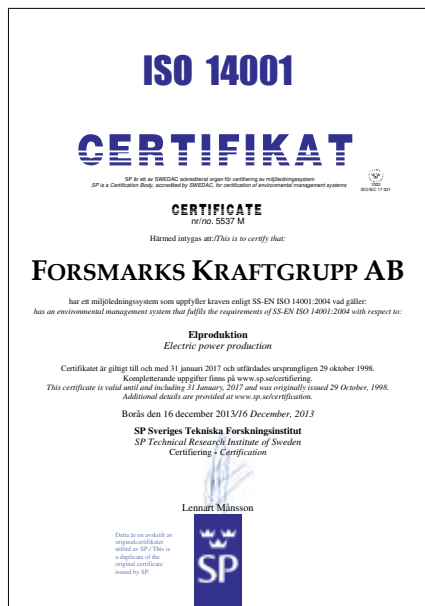 ISO 14001
CERTIFIKAT
SP är ett av SWEDAC ackrediterat organ för certifiering av miljöledningssystem
SP is a Certification Body, accredited by SWEDAC, for certification of environmental management systems
1002
ISO/IEC 17 021
CERTIFICATE
nr/no. 5537 M
Härmed intygas att:/This is to certify that:
FORSMARKS KRAFTGRUPP AB
har ett miljöledningssystem som uppfyller kraven enligt SS-EN ISO 14001:2004 vad gäller:
has an environmental management system that fulfils the requirements of SS-EN ISO 14001:2004 with respect to:
Elproduktion
Electric power production
Certifikatet är giltigt till och med 31 januari 2017 och utfärdades ursprungligen 29 oktober 1998.
Kompletterande uppgifter finns på www.sp.se/certifiering.
This certificate is valid until and including 31 January, 2017 and was originally issued 29 October, 1998.
Additional details are provided at www.sp.se/certification.
Borås den 16 december 2013/16 December, 2013
SP Sveriges Tekniska Forskningsinstitut
SP Technical Research Institute of Sweden
Certifiering - Certification
Lennart Månsson
Detta är en avskrift av
originalcertifikatet
utförd av SP./ This is
a duplicate of the
original certificate
issued by SP.
SP